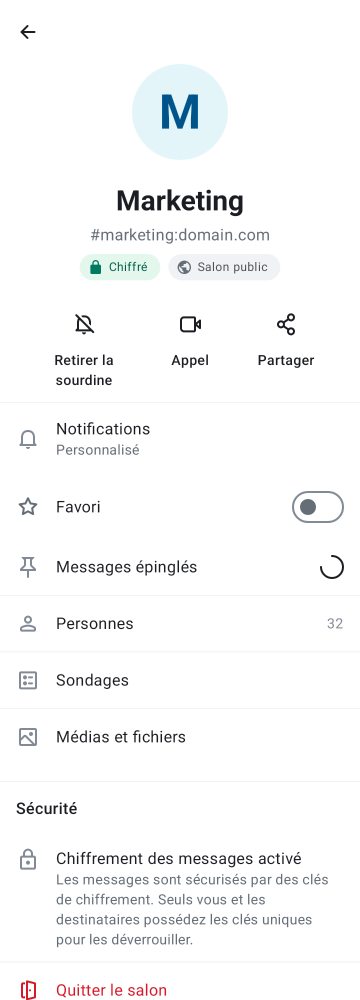 M
Marketing
#marketing:domain.com
Chiffré
Salon public
Retirer la
sourdine
Appel
Partager
Notifications
Personnalisé
Favori
Messages épinglés
Personnes
32
Sondages
Médias et fichiers
Sécurité
Chiffrement des messages activé
Les messages sont sécurisés par des clés
de chiffrement. Seuls vous et les
destinataires possédez les clés uniques
pour les déverrouiller.
Quitter le salon